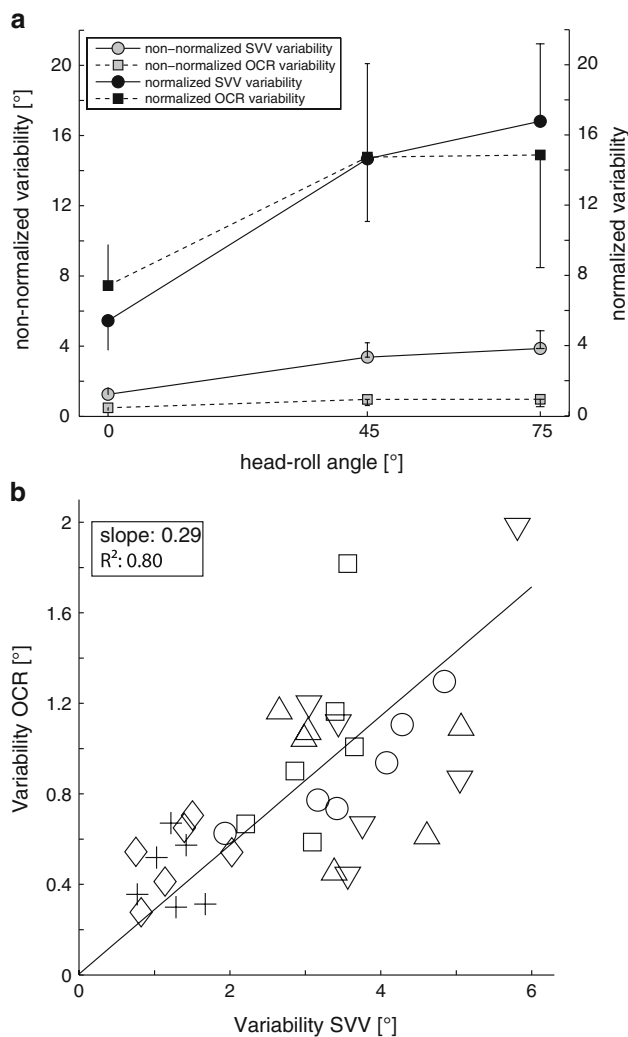 a
non-normalized SVV variability
non-normalized OCR variability
normalized SVV variability
normalized OCR variability
non-normalized variability [°]
20
16
12
8
4
0
normalized variability
20
16
12
8
4
0
0 45 75
head-roll angle [°]
b
slope: 0.29
R²: 0.80
Variability OCR [°]
2
1.6
1.2
0.8
0.4
0
0 2 4 6
Variability SVV [°]